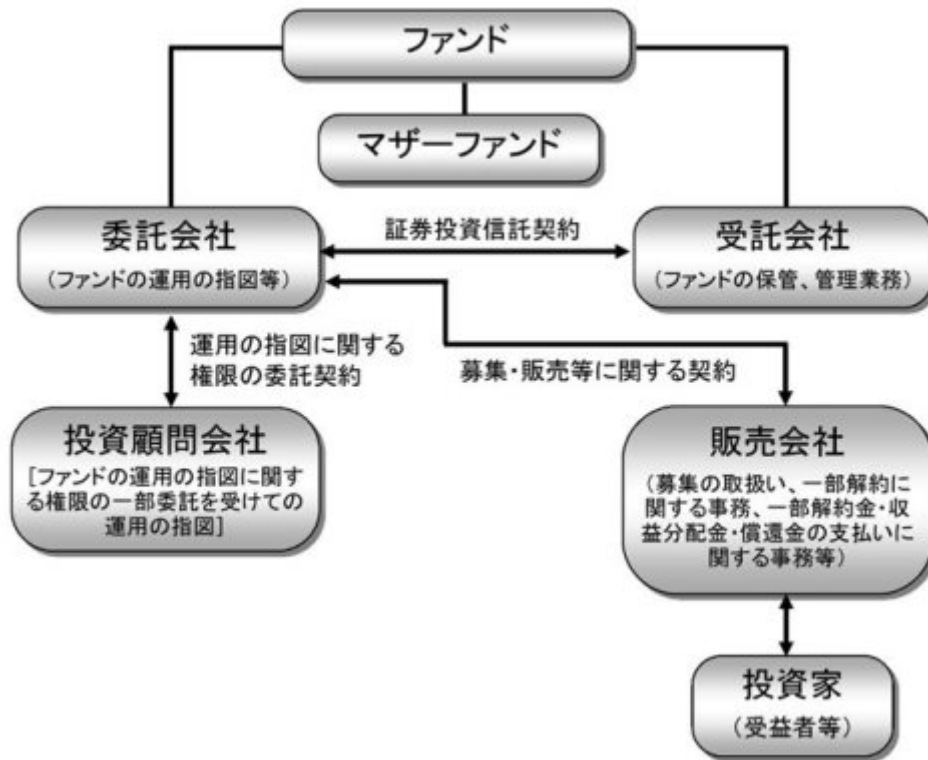 ファンド
マザーファンド
委託会社
(ファンドの運用の指図等)
証券投資信託契約
受託会社
(ファンドの保管、管理業務)
運用の指図に関する
権限の委託契約
募集・販売等に関する契約
投資顧問会社
[ファンドの運用の指図に関す
る権限の一部委託を受けての
運用の指図]
販売会社
(募集の取扱い、一部解約に
関する事務、一部解約金・収
益分配金・償還金の支払いに
関する事務等)
投資家
(受益者等)